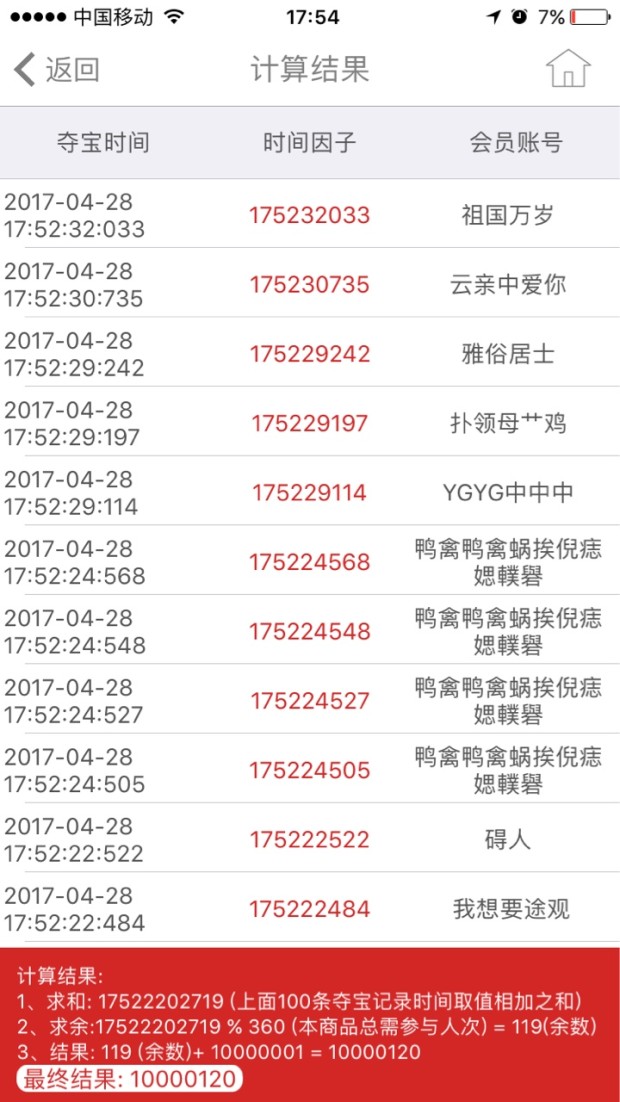 中国移动 17:54 7%
返回 计算结果
夺宝时间 时间因子 会员账号
2017-04-28
17:52:32:033 175232033 祖国万岁
2017-04-28
17:52:30:735 175230735 云亲中爱你
2017-04-28
17:52:29:242 175229242 雅俗居士
2017-04-28
17:52:29:197 175229197 扑领母艹鸡
2017-04-28
17:52:29:114 175229114 YGYG中中中
2017-04-28 鸭禽鸭禽蜗挨倪痣
17:52:24:568 175224568 媤轐礜
2017-04-28 鸭禽鸭禽蜗挨倪痣
17:52:24:548 175224548 媤轐礜
2017-04-28 鸭禽鸭禽蜗挨倪痣
17:52:24:527 175224527 媤轐礜
2017-04-28 鸭禽鸭禽蜗挨倪痣
17:52:24:505 175224505 媤轐礜
2017-04-28
17:52:22:522 175222522 碍人
2017-04-28
17:52:22:484 175222484 我想要途观
计算结果:
1、求和: 17522202719 (上面100条夺宝记录时间取值相加之和)
2、求余:17522202719 % 360 (本商品总需参与人次) = 119(余数)
3、结果: 119 (余数)+ 10000001 = 10000120
最终结果: 10000120